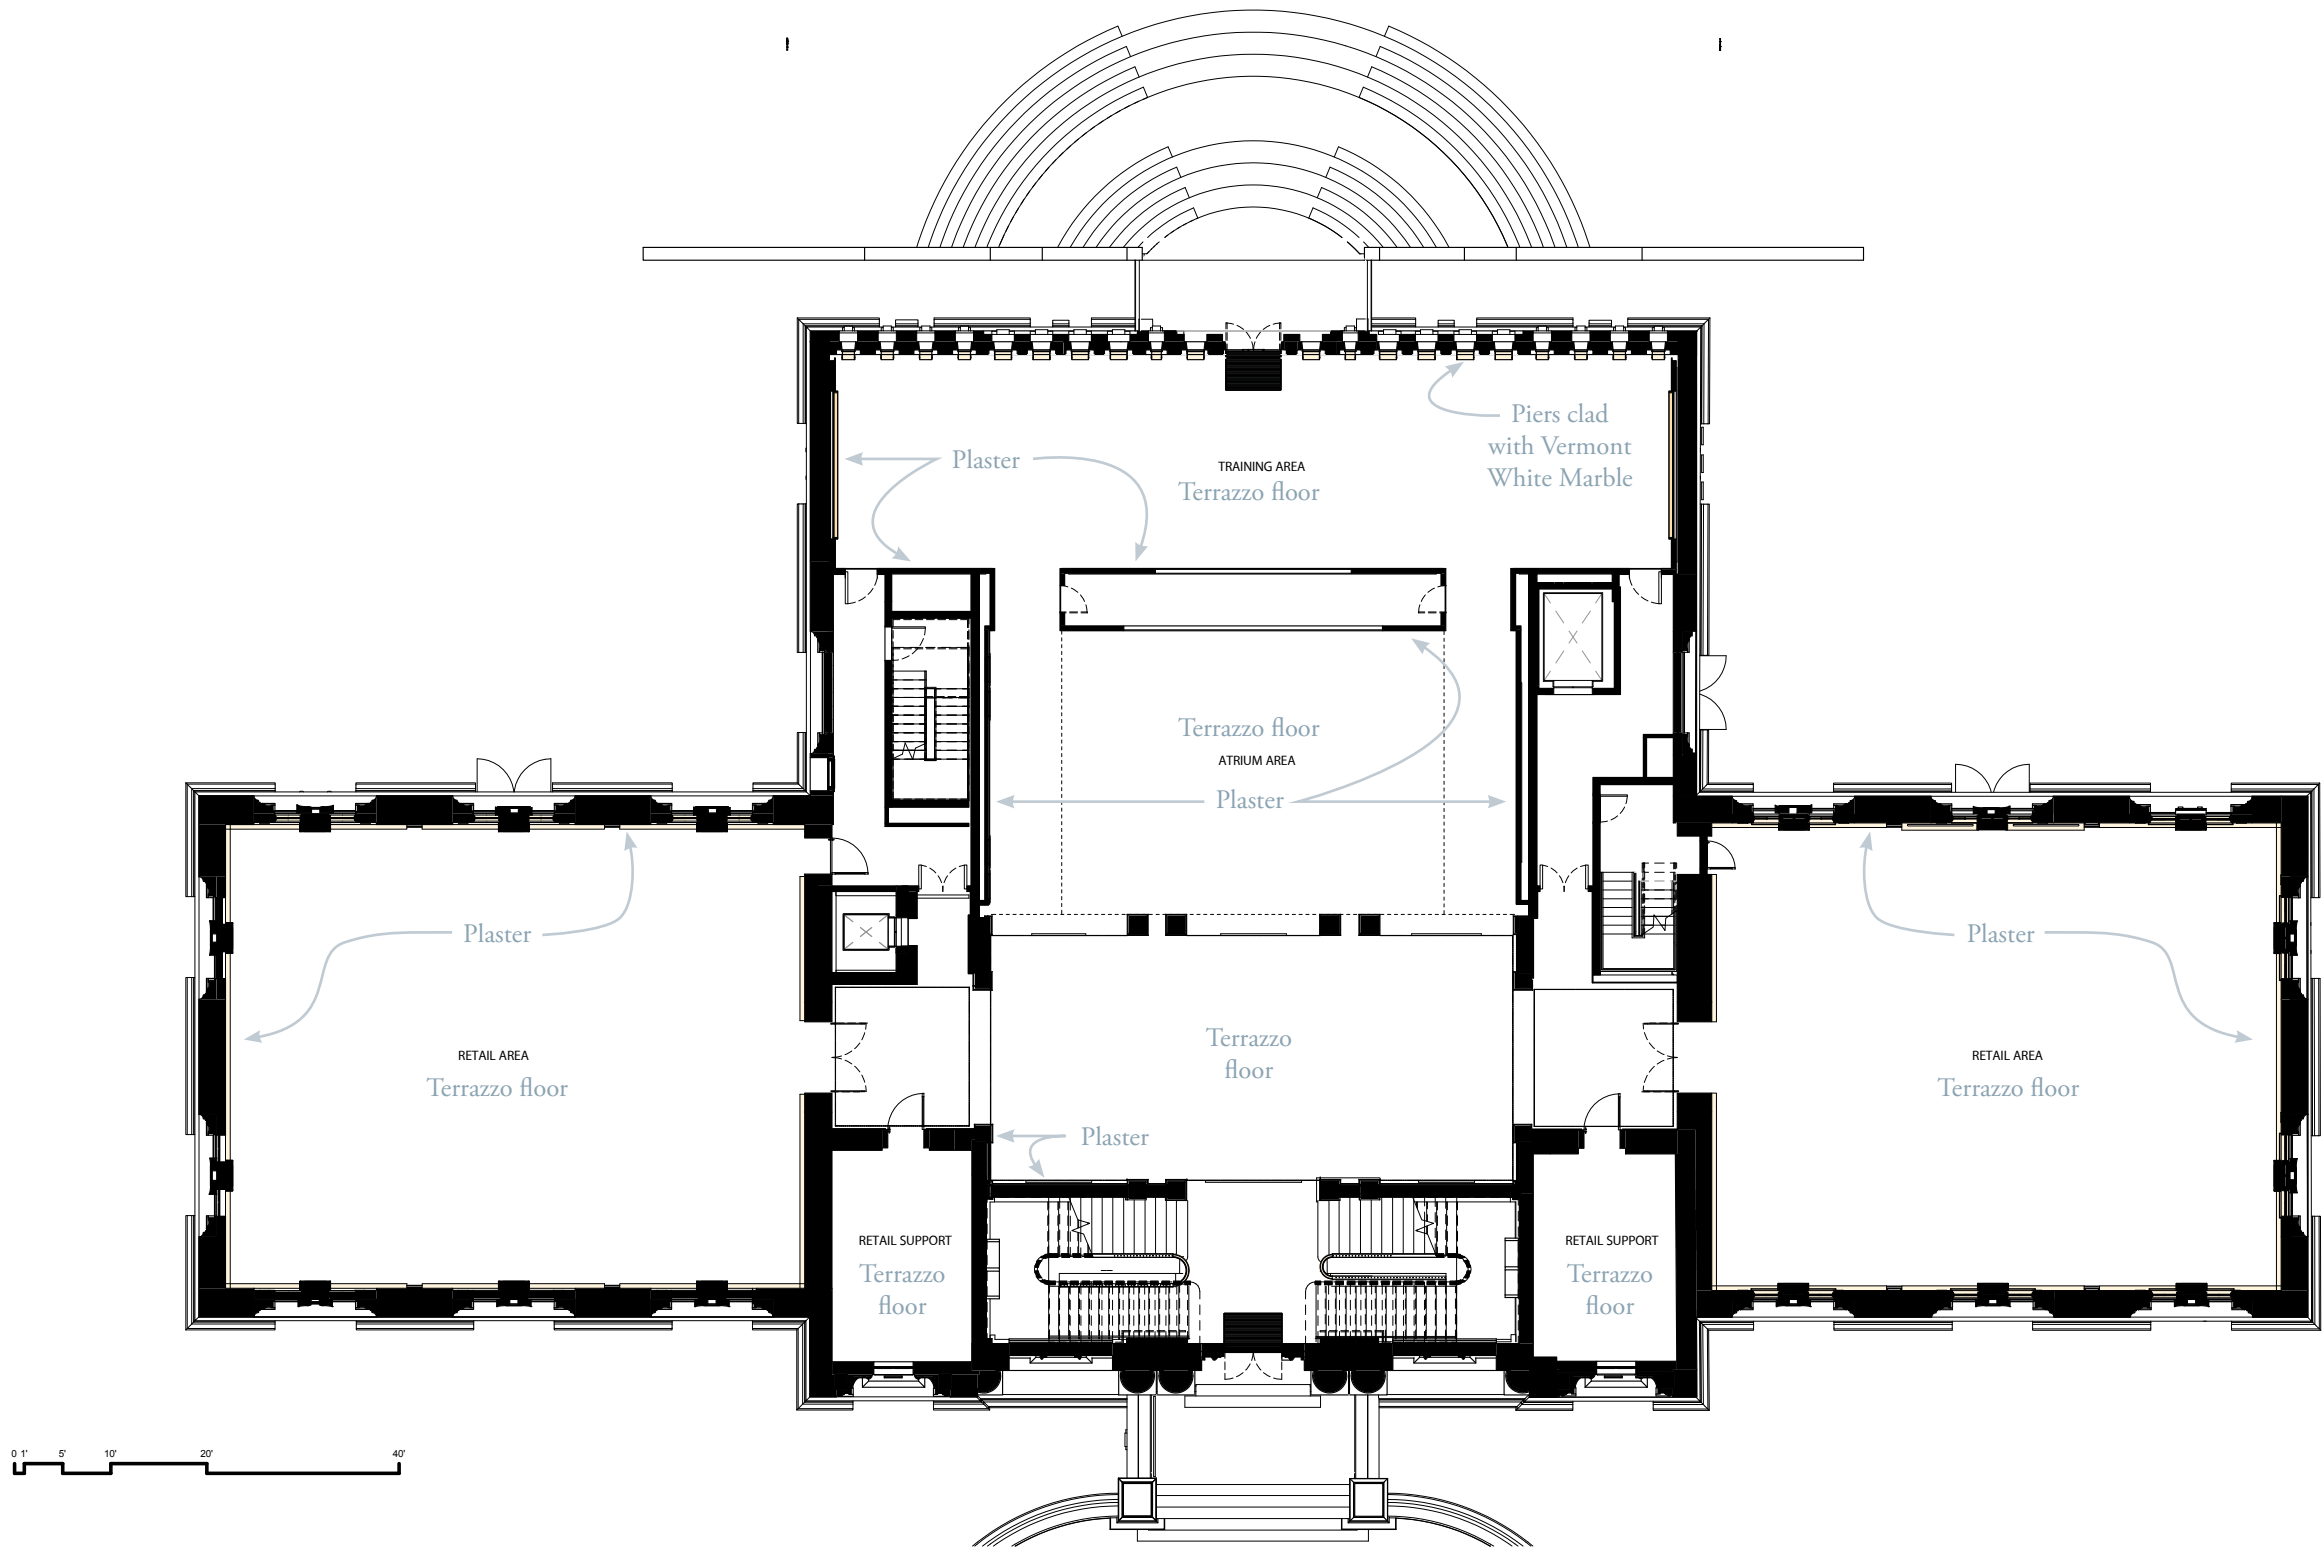 Piers clad
with Vermont
White Marble
Plaster
TRAINING AREA
Terrazzo floor
Terrazzo floor
ATRIUM AREA
Plaster
Plaster
Plaster
Terrazzo
floor
RETAIL AREA
Terrazzo floor
RETAIL AREA
Terrazzo floor
Plaster
RETAIL SUPPORT
Terrazzo
floor
RETAIL SUPPORT
Terrazzo
floor
0 1' 5' 10' 20' 40'